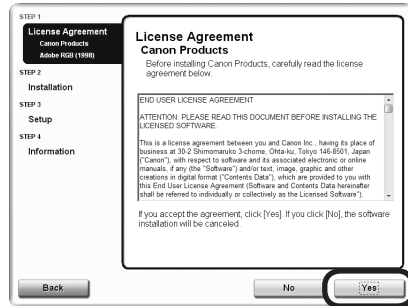 STEP 1
License Agreement
Canon Products
Adobe RGB (1998)
STEP 2
Installation
STEP 3
Setup
STEP 4
Information
License Agreement
Canon Products
Before installing Canon Products, carefully read the license
agreement below.
END USER LICENSE AGREEMENT
ATTENTION: PLEASE READ THIS DOCUMENT BEFORE INSTALLING THE
LICENSED SOFTWARE.
This is a license agreement between you and Canon Inc., having its place of
business at 30-2 Shimomaruko 3-chome, Ohta-ku, Tokyo 146-8501, Japan
("Canon"), with respect to software and its associated electronic or online
manuals, if any (the "Software") and/or text, image, graphic and other
creations in digital format ("Contents Data"), which are provided to you with
this End User License Agreement (Software and Contents Data hereinafter
shall be referred to individually or collectively as the "Licensed Software").
If you accept the agreement, click [Yes]. If you click [No], the software
installation will be canceled.
Back
No
Yes